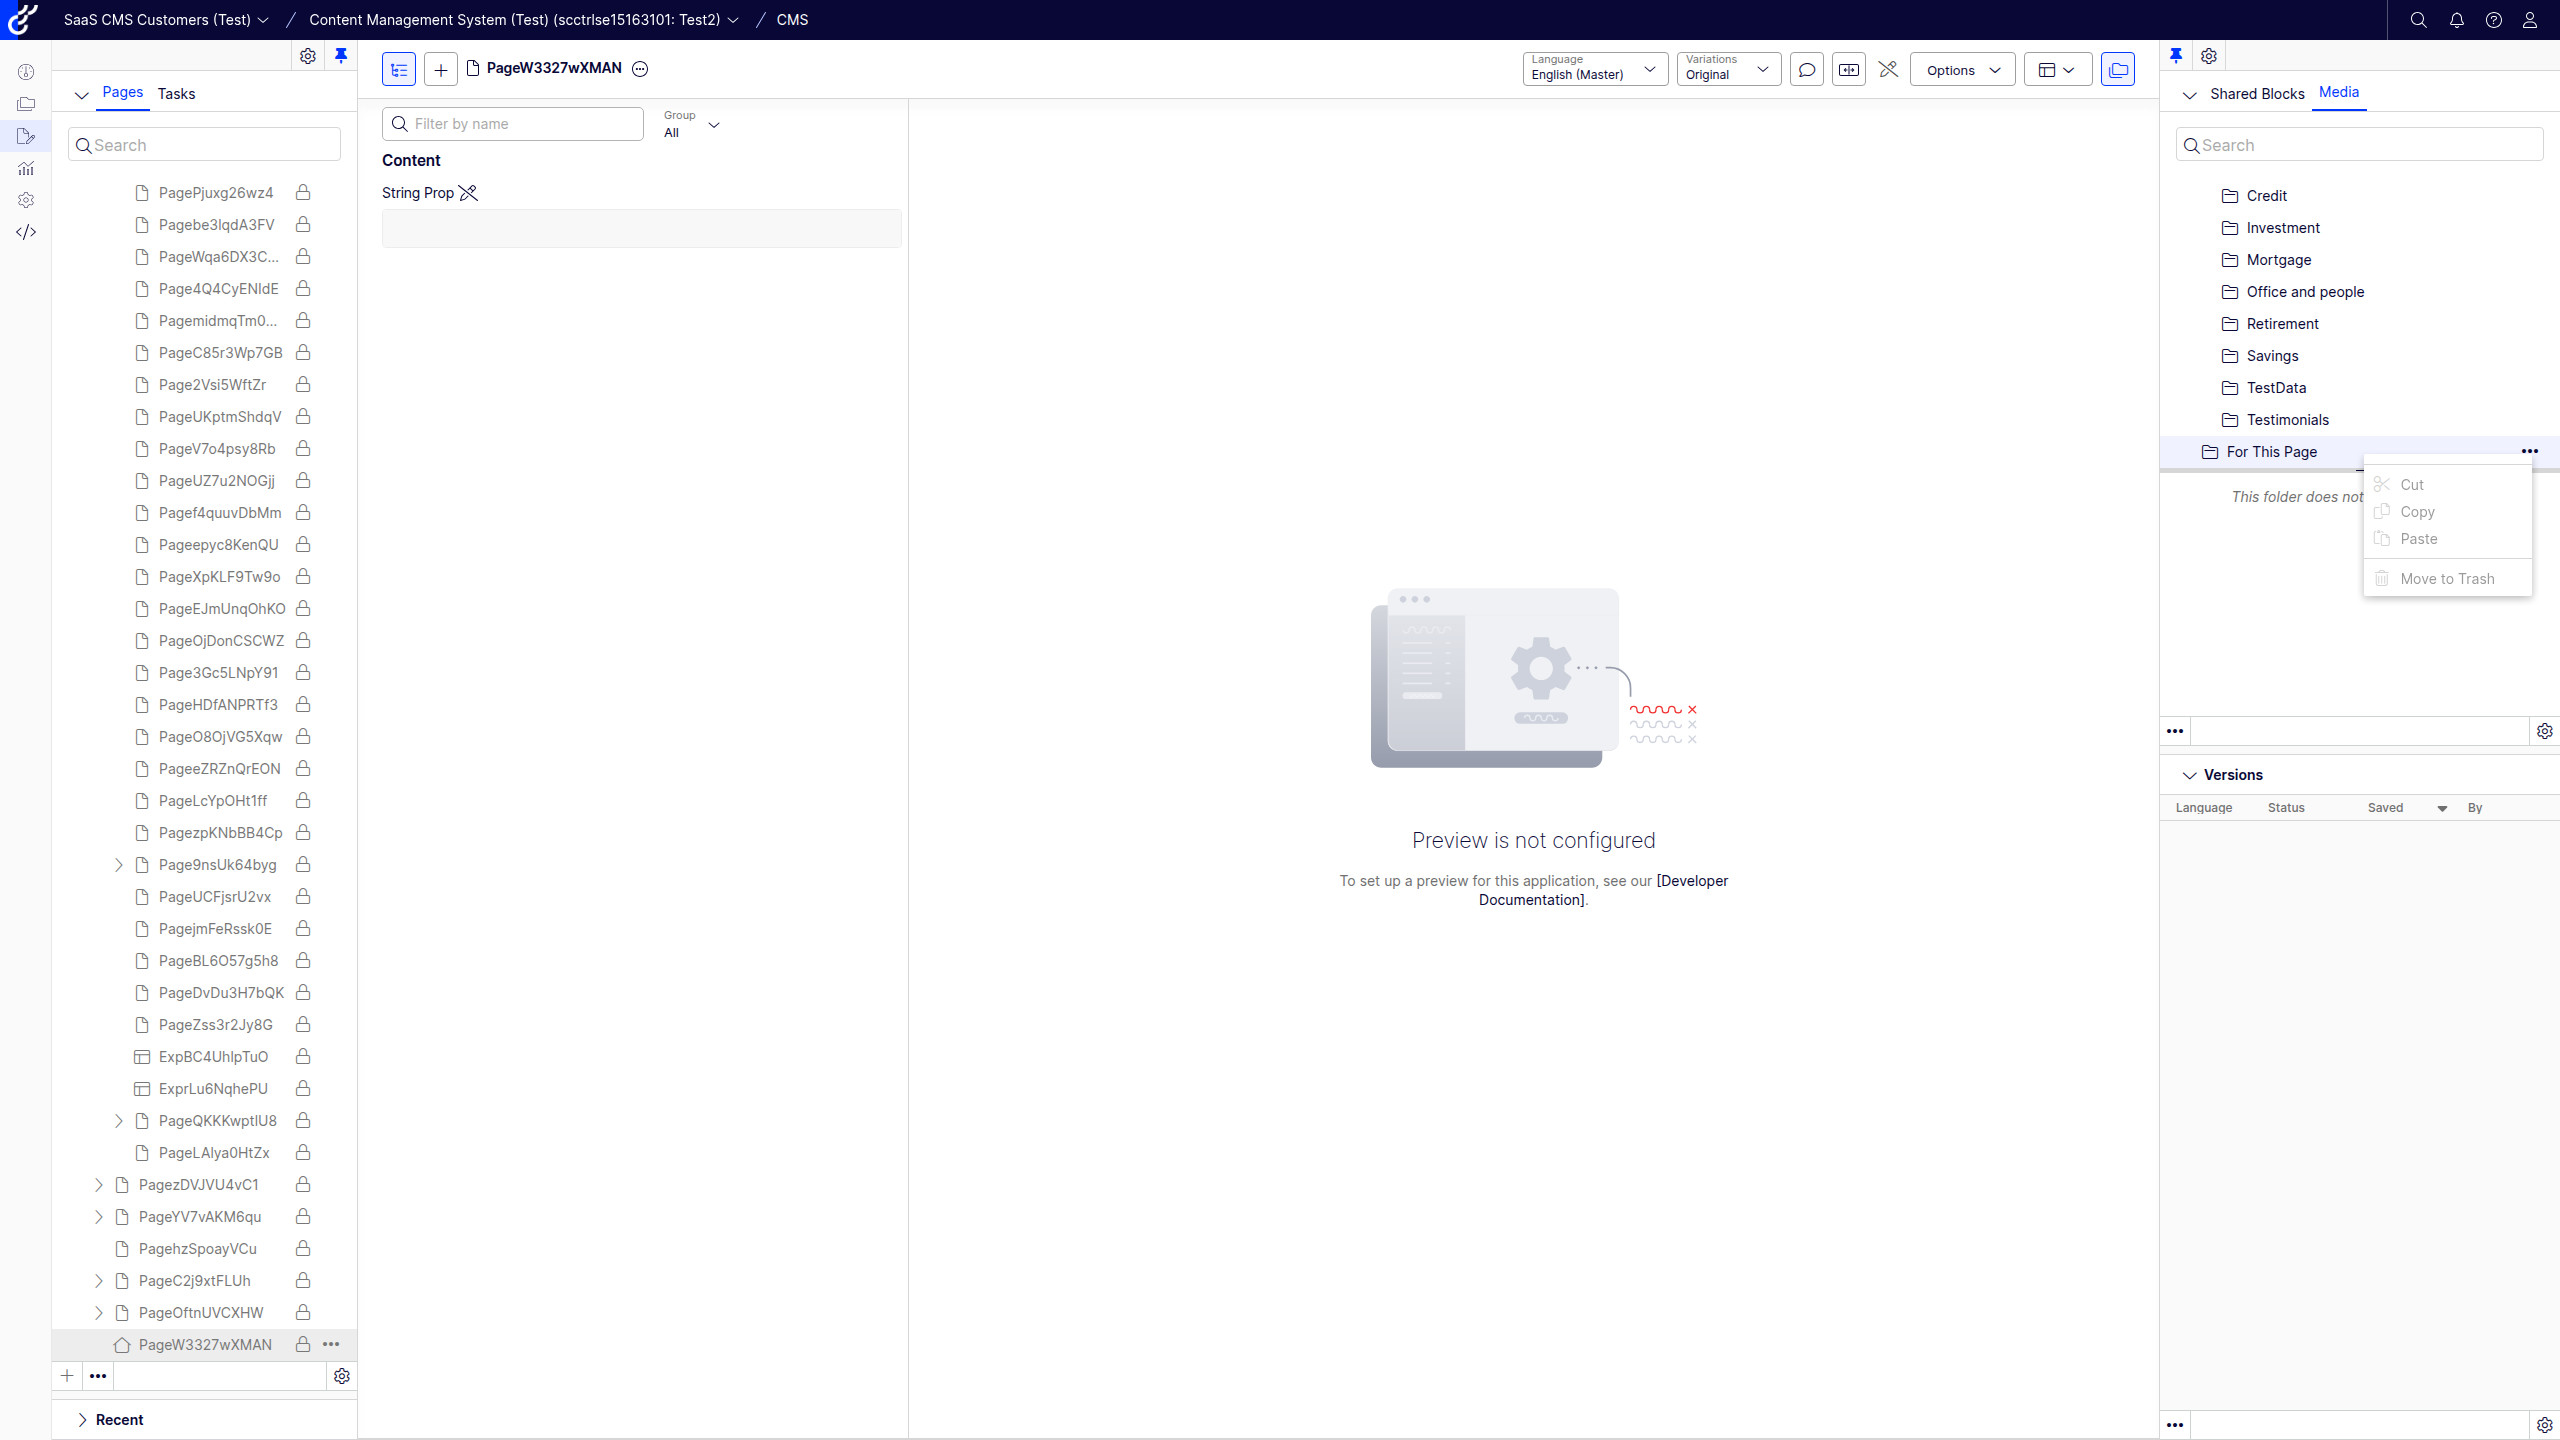 SaaS CMS Customers (Test) / Content Management System (Test) (scctrlse15163101: Test2) / CMS
Pages Tasks
Search
PagePjuxg26wz4
Pagebe3lqdA3FV
PageWqa6DX3C...
Page4Q4CyENIdE
PagemidmqTm0...
PageC85r3Wp7GB
Page2Vsi5WftZr
PageUKptmShdqV
PageV7o4psy8Rb
PageUZ7u2NOGjj
Pagef4quuvDbMm
Pageepyc8KenQU
PageXpKLF9Tw9o
PageEJmUnqOhKO
PageOjDonCSCWZ
Page3Gc5LNpY91
PageHDfANPRTf3
PageO8OjVG5Xqw
PageeZRZnQrEON
PageLcYpOHt1ff
PagezpKNbBB4Cp
Page9nsUk64byg
PageUCFjsrU2vx
PagejmFeRssk0E
PageBL6O57g5h8
PageDvDu3H7bQK
PageZss3r2Jy8G
ExpBC4UhlpTuO
ExprLu6NqhePU
PageQKKKwptlU8
PageLAlya0HtZx
PagezDVJVU4vC1
PageYV7vAKM6qu
PagehzSpoayVCu
PageC2j9xtFLUh
PageOftnUVCXHW
PageW3327wXMAN
Recent
PageW3327wXMAN
Language
English (Master)
Variations
Original
Options
Filter by name
Group
All
Content
String Prop
Preview is not configured
To set up a preview for this application, see our [Developer
Documentation].
Shared Blocks Media
Search
Credit
Investment
Mortgage
Office and people
Retirement
Savings
TestData
Testimonials
For This Page
This folder does not
Cut
Copy
Paste
Move to Trash
Versions
Language Status Saved By